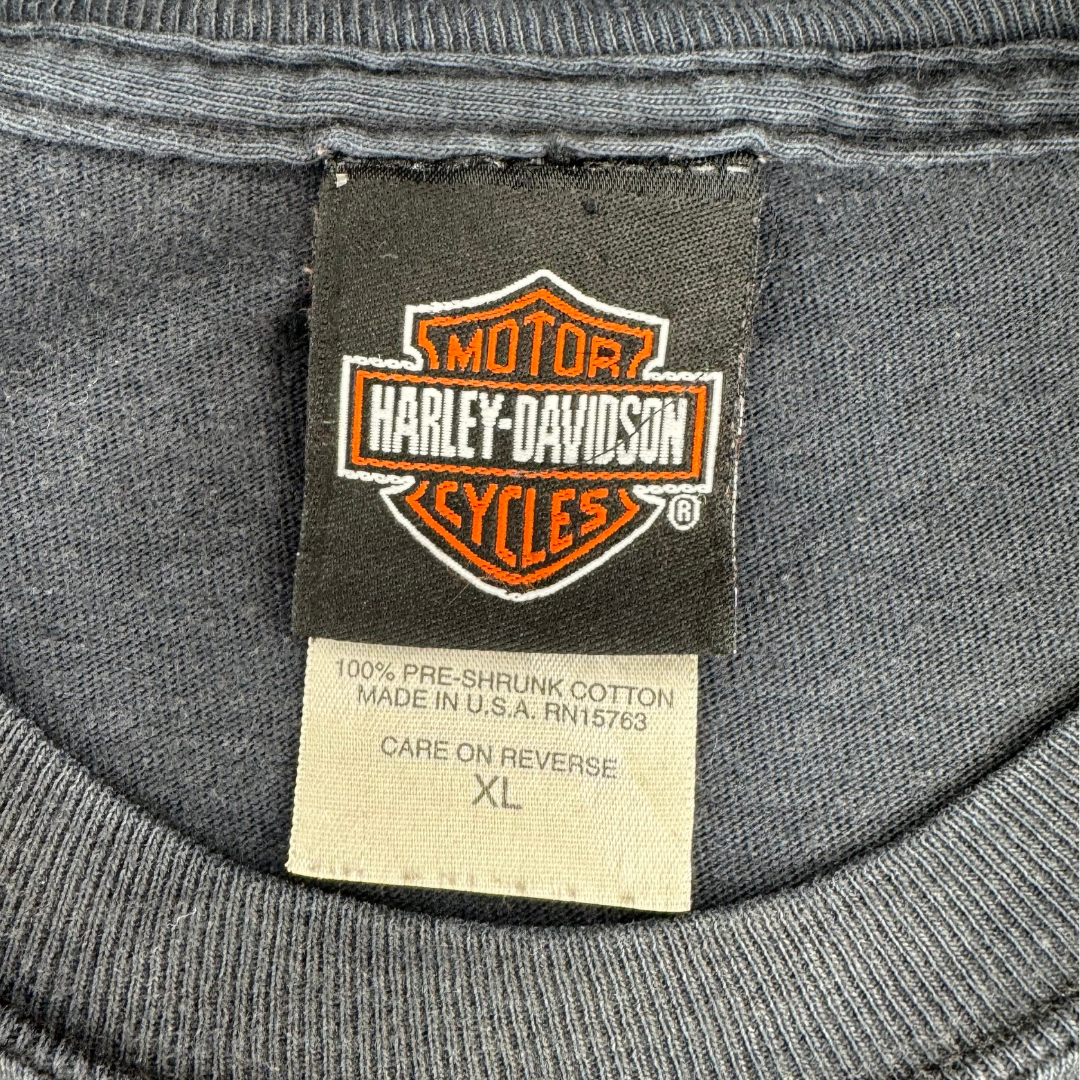 MOTOR
HARLEY-DAVIDSON
CYCLES
®
100% PRE-SHRUNK COTTON
MADE IN U.S.A. RN15763
CARE ON REVERSE
XL